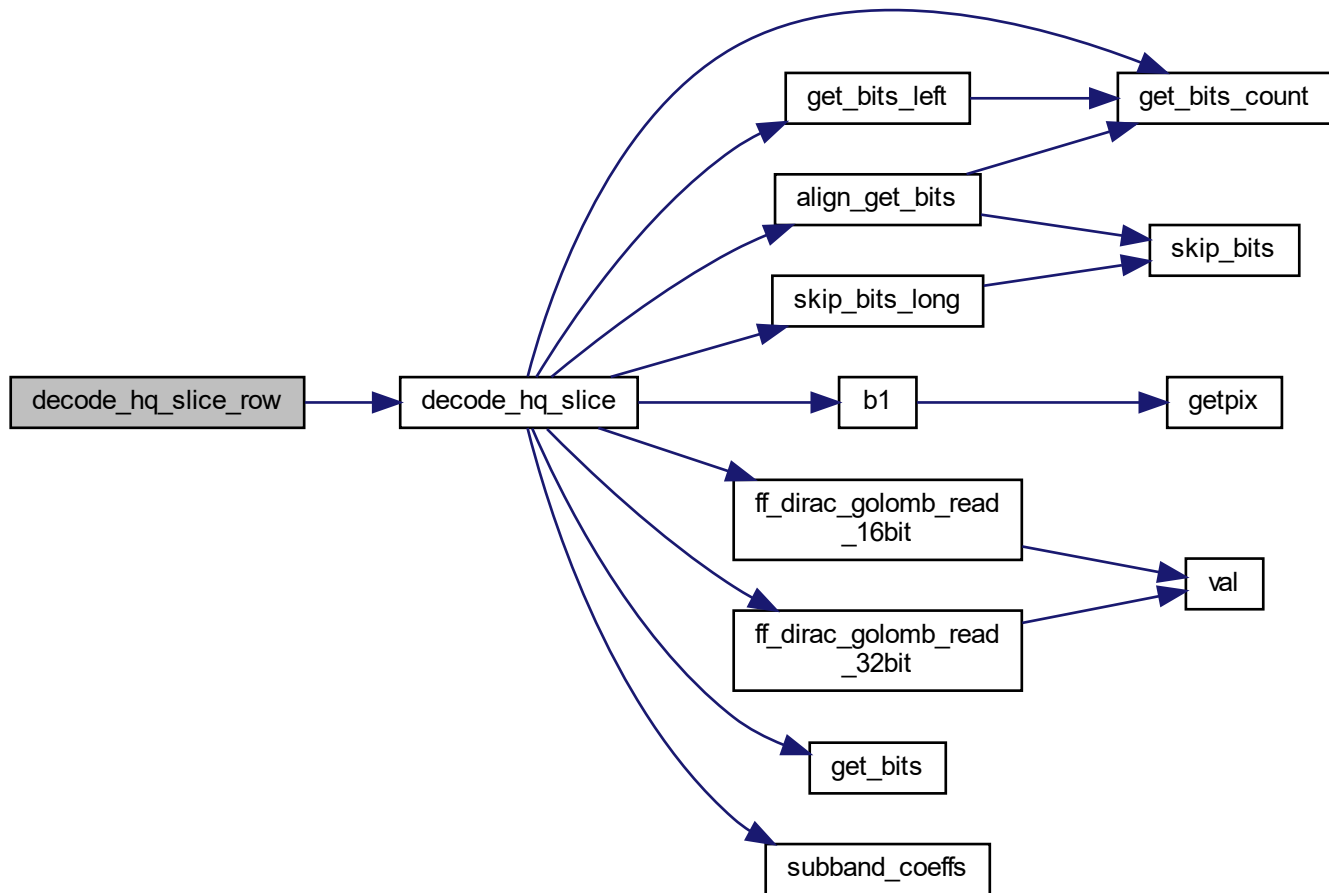 get_bits_left
get_bits_count
align_get_bits
skip_bits
skip_bits_long
decode_hq_slice_row
decode_hq_slice
b1
getpix
ff_dirac_golomb_read
_16bit
val
ff_dirac_golomb_read
_32bit
get_bits
subband_coeffs